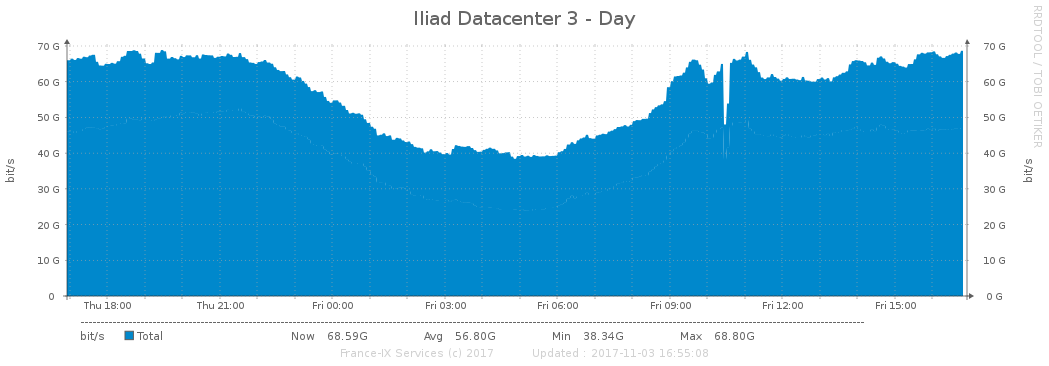 Iliad Datacenter 3 - Day
RRDTOOL / TOBI OETIKER
70 G 70 G
60 G 60 G
50 G 50 G
40 G 40 G
30 G 30 G
20 G 20 G
10 G 10 G
0 0 G
bit/s bit/s
Thu 18:00 Thu 21:00 Fri 00:00 Fri 03:00 Fri 06:00 Fri 09:00 Fri 12:00 Fri 15:00
bit/s Total Now 68.59G Avg 56.80G Min 38.34G Max 68.80G
France-IX Services (c) 2017 Updated : 2017-11-03 16:55:08